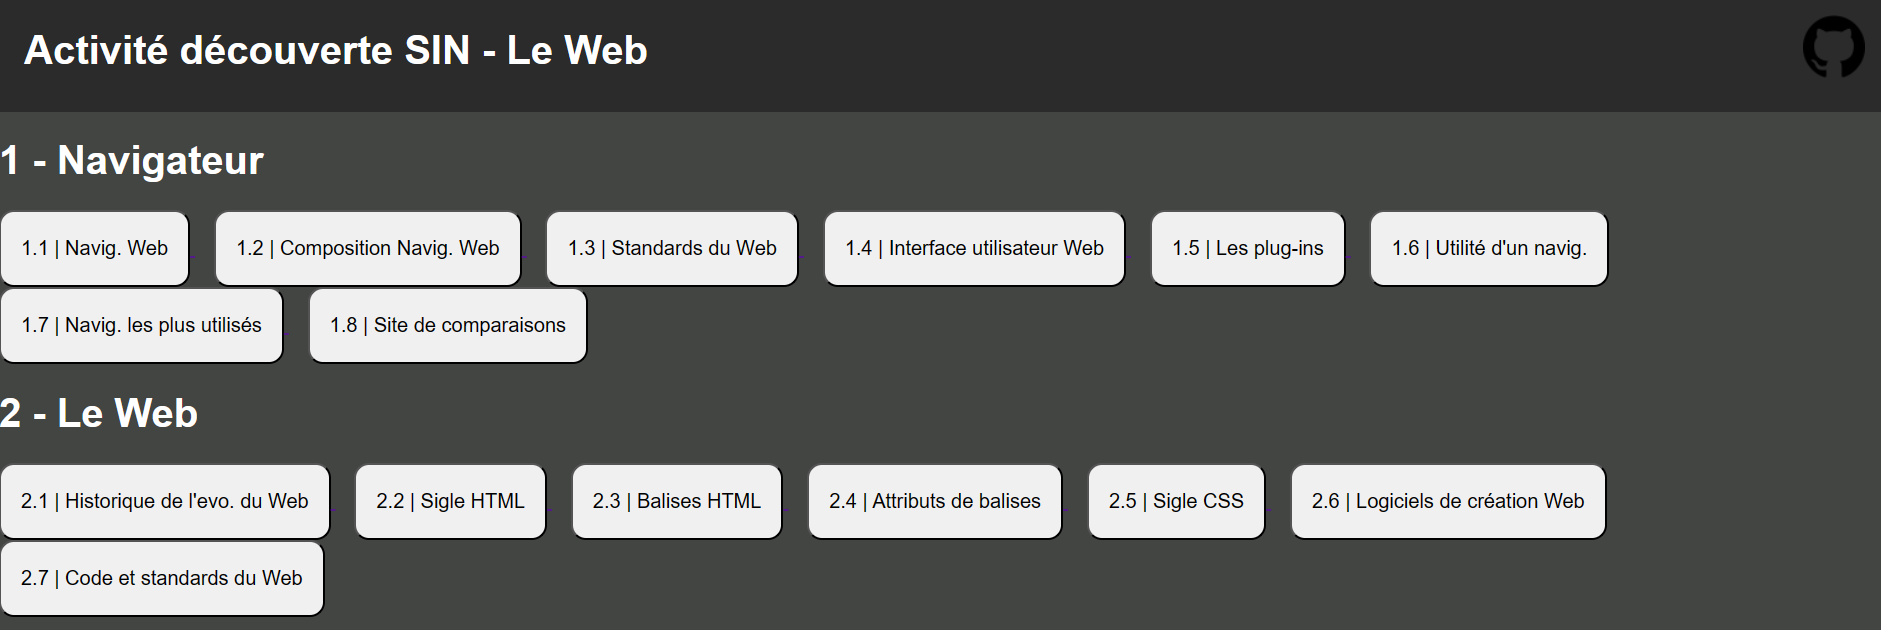 Activité découverte SIN - Le Web
1 - Navigateur
1.1 | Navig. Web
1.2 | Composition Navig. Web
1.3 | Standards du Web
1.4 | Interface utilisateur Web
1.5 | Les plug-ins
1.6 | Utilité d'un navig.
1.7 | Navig. les plus utilisés
1.8 | Site de comparaisons
2 - Le Web
2.1 | Historique de l'evo. du Web
2.2 | Sigle HTML
2.3 | Balises HTML
2.4 | Attributs de balises
2.5 | Sigle CSS
2.6 | Logiciels de création Web
2.7 | Code et standards du Web